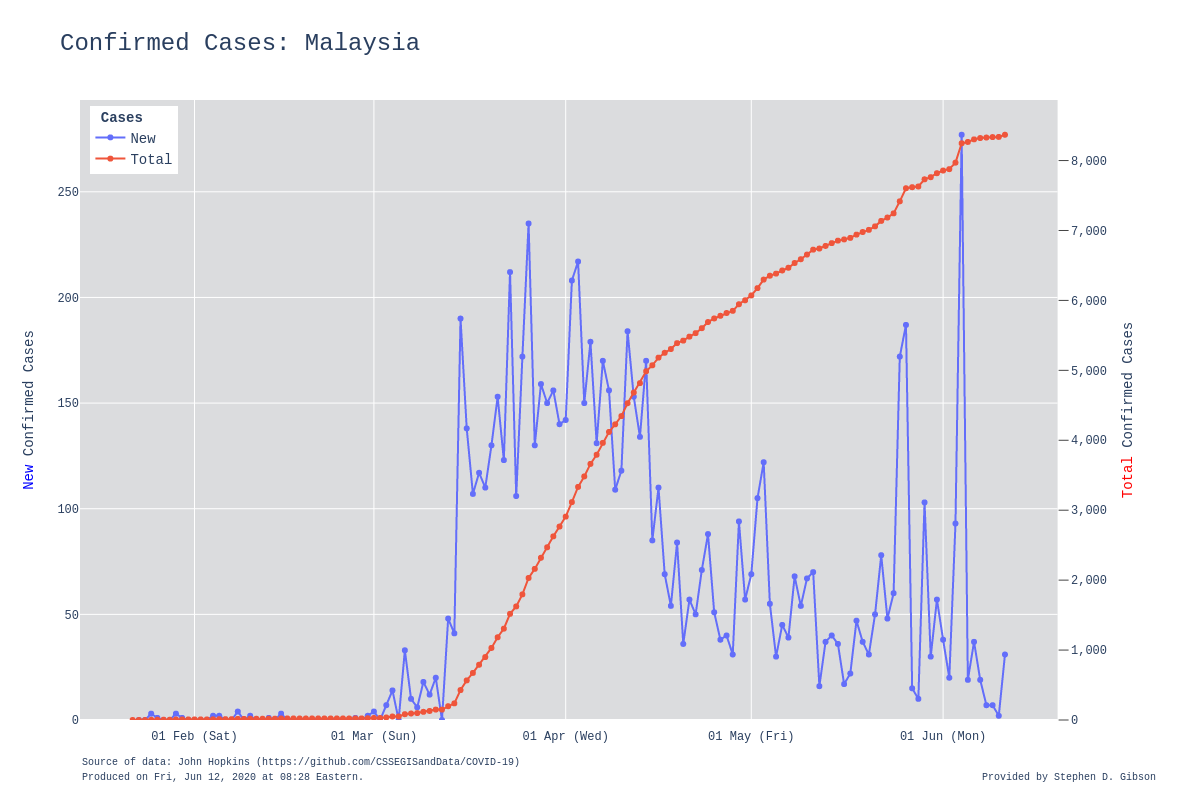 Confirmed Cases: Malaysia
Cases
New
Total
250
200
150
100
50
0
New Confirmed Cases
8,000
7,000
6,000
5,000
4,000
3,000
2,000
1,000
0
Total Confirmed Cases
01 Feb (Sat) 01 Mar (Sun) 01 Apr (Wed) 01 May (Fri) 01 Jun (Mon)
Source of data: John Hopkins (https://github.com/CSSEGISandData/COVID-19)
Produced on Fri, Jun 12, 2020 at 08:28 Eastern.
Provided by Stephen D. Gibson